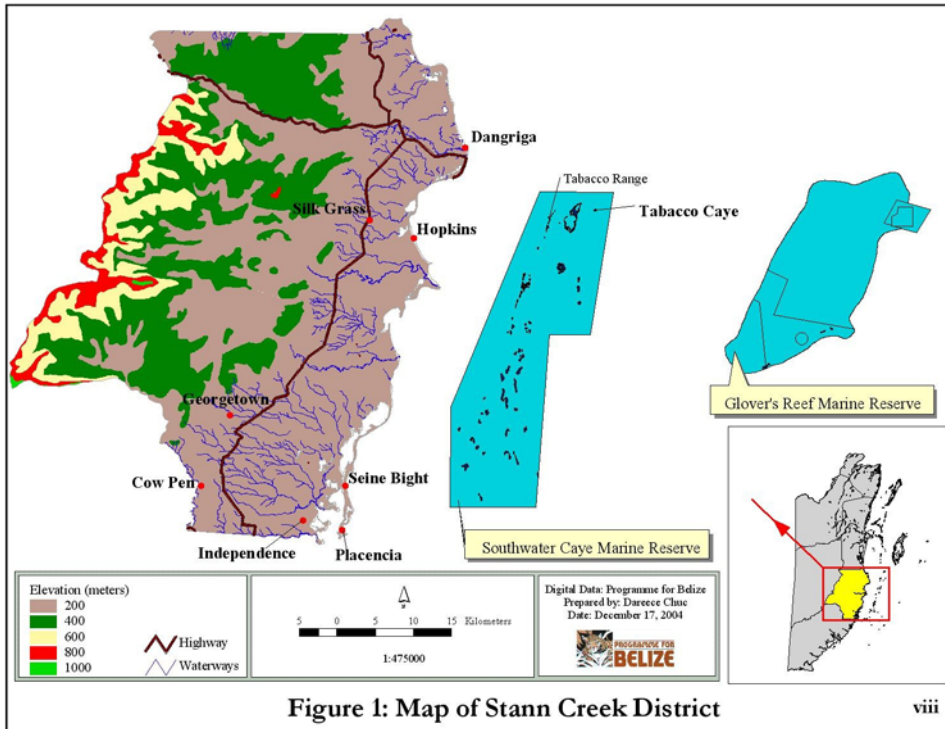 Dangriga
Tabacco Range
Tabacco Caye
Silk Grass
Hopkins
Georgetown
Glover's Reef Marine Reserve
Cow Pen
Seine Bight
Independence
Placencia
Southwater Caye Marine Reserve
Elevation (meters)
200
400
600
800
1000
Highway
Waterways
N
5 0 5 10 15 Kilometers
1:475000
Digital Data: Programme for Belize
Prepared by: Dareece Chuc
Date: December 17, 2004
PROGRAMME FOR
BELIZE
Figure 1: Map of Stann Creek District
viii